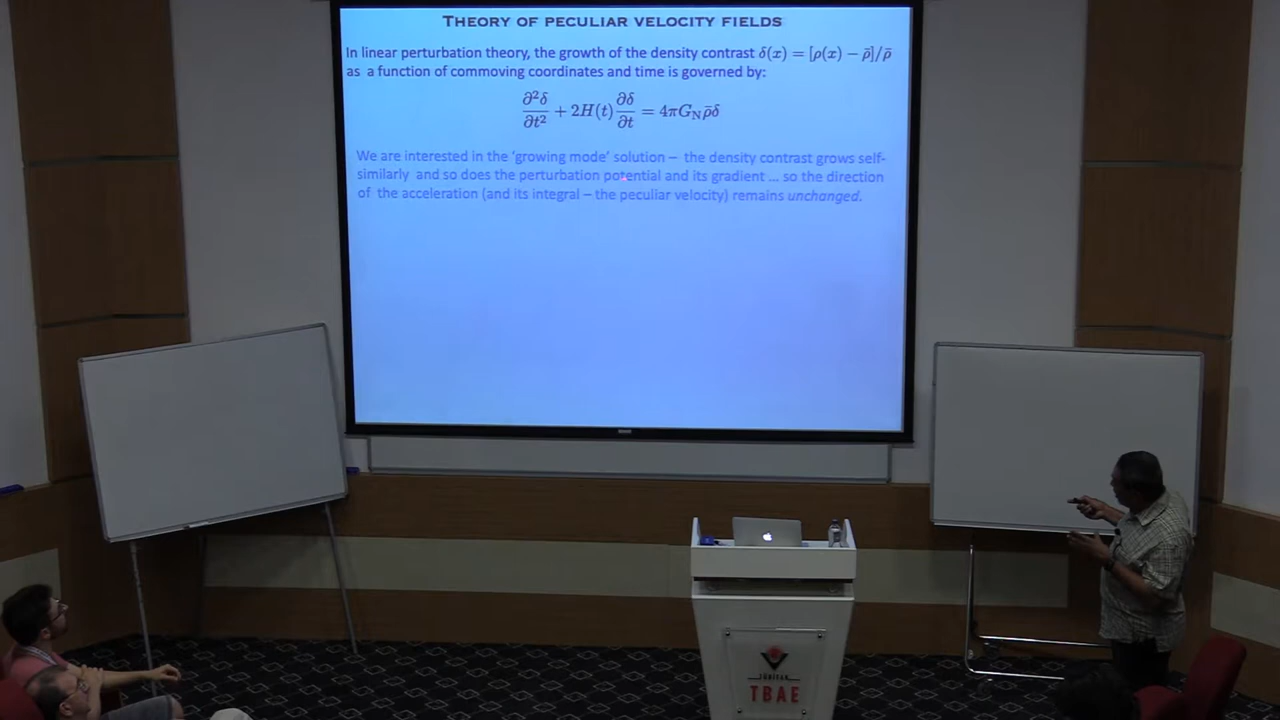 THEORY OF PECULIAR VELOCITY FIELDS
In linear perturbation theory, the growth of the density contrast δ(x) = [ρ(x) − ρ̄]/ρ̄
as a function of commoving coordinates and time is governed by:
∂²δ/∂t² + 2H(t) ∂δ/∂t = 4πG_N ρ̄δ
We are interested in the ‘growing mode’ solution – the density contrast grows self-
similarly and so does the perturbation potential and its gradient ... so the direction
of the acceleration (and its integral – the peculiar velocity) remains unchanged.
TBAE